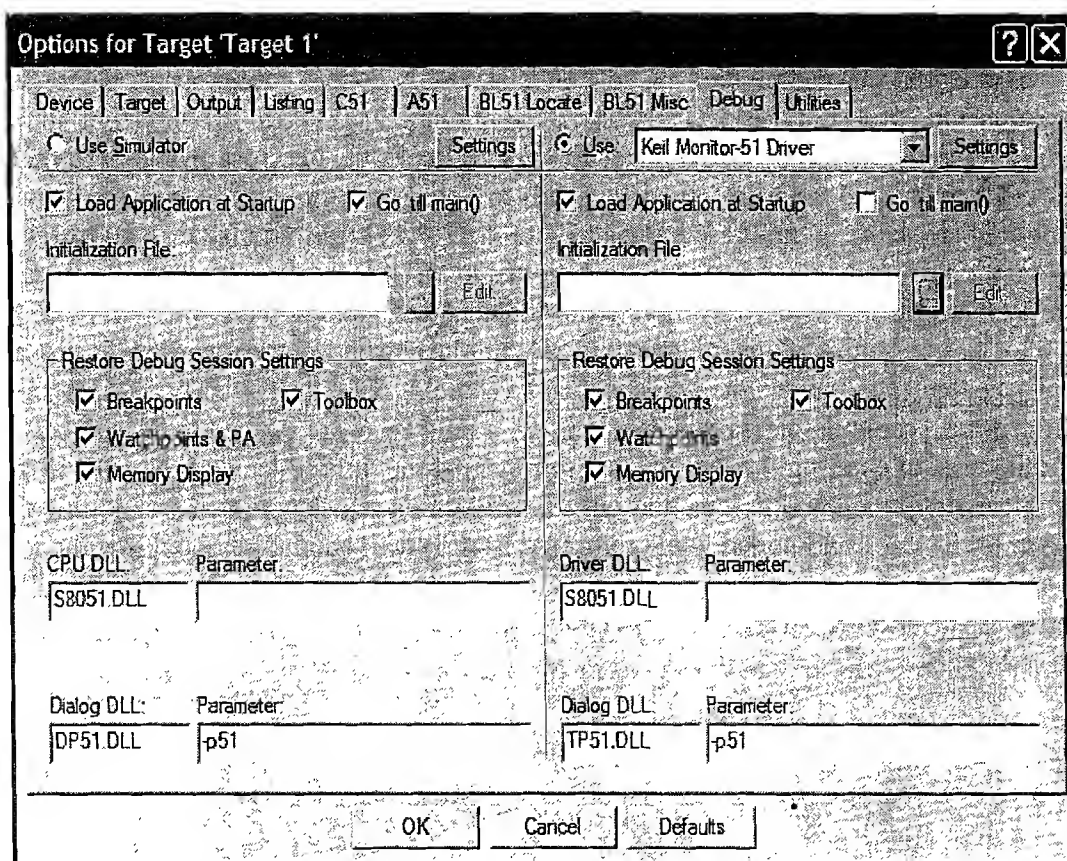 Options for Target 'Target 1'
Device Target Output Listing C51 A51 BL51 Locate BL51 Misc Debug Utilities
Use Simulator Settings Use: Keil Monitor-51 Driver Settings
Load Application at Startup Go till main() Load Application at Startup Go till main()
Initialization File: Initialization File:
Edit... Edit...
Restore Debug Session Settings Restore Debug Session Settings
Breakpoints Toolbox Breakpoints Toolbox
Watchpoints & PA Watchpoints
Memory Display Memory Display
CPU DLL: Parameter: Driver DLL: Parameter:
S8051.DLL S8051.DLL
Dialog DLL: Parameter: Dialog DLL: Parameter:
DP51.DLL -p51 TP51.DLL -p51
OK Cancel Defaults